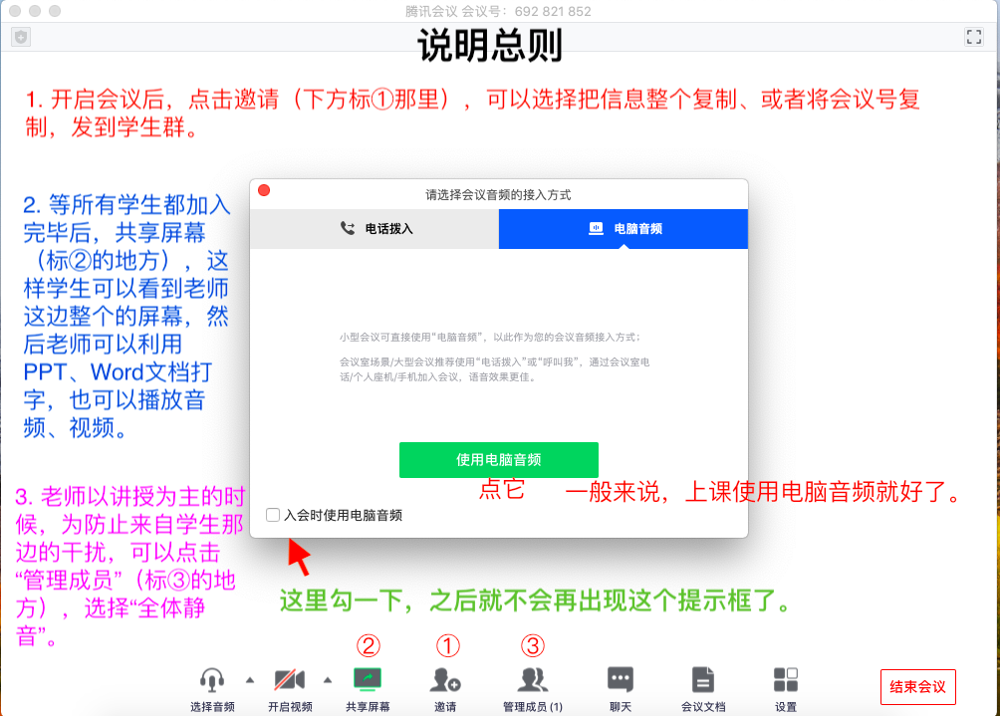 腾讯会议 会议号：692 821 852
说明总则
1. 开启会议后，点击邀请（下方标①那里），可以选择把信息整个复制、或者将会议号复
制，发到学生群。
2. 等所有学生都加入
完毕后，共享屏幕
（标②的地方），这
样学生可以看到老师
这边整个的屏幕，然
后老师可以利用
PPT、Word文档打
字，也可以播放音
频、视频。
请选择会议音频的接入方式
电话拨入
电脑音频
小型会议可直接使用“电脑音频”，以此作为您的会议音频接入方式；
会议室场景/大型会议推荐使用“电话拨入”或“呼叫我”，通过会议室电
话/个人座机/手机加入会议，语音效果更佳。
使用电脑音频
点它
一般来说，上课使用电脑音频就好了。
入会时使用电脑音频
3. 老师以讲授为主的时
候，为防止来自学生那
边的干扰，可以点击
“管理成员”（标③的地
方），选择“全体静
音”。
这里勾一下，之后就不会再出现这个提示框了。
②
①
③
选择音频
开启视频
共享屏幕
邀请
管理成员(1)
聊天
会议文档
设置
结束会议